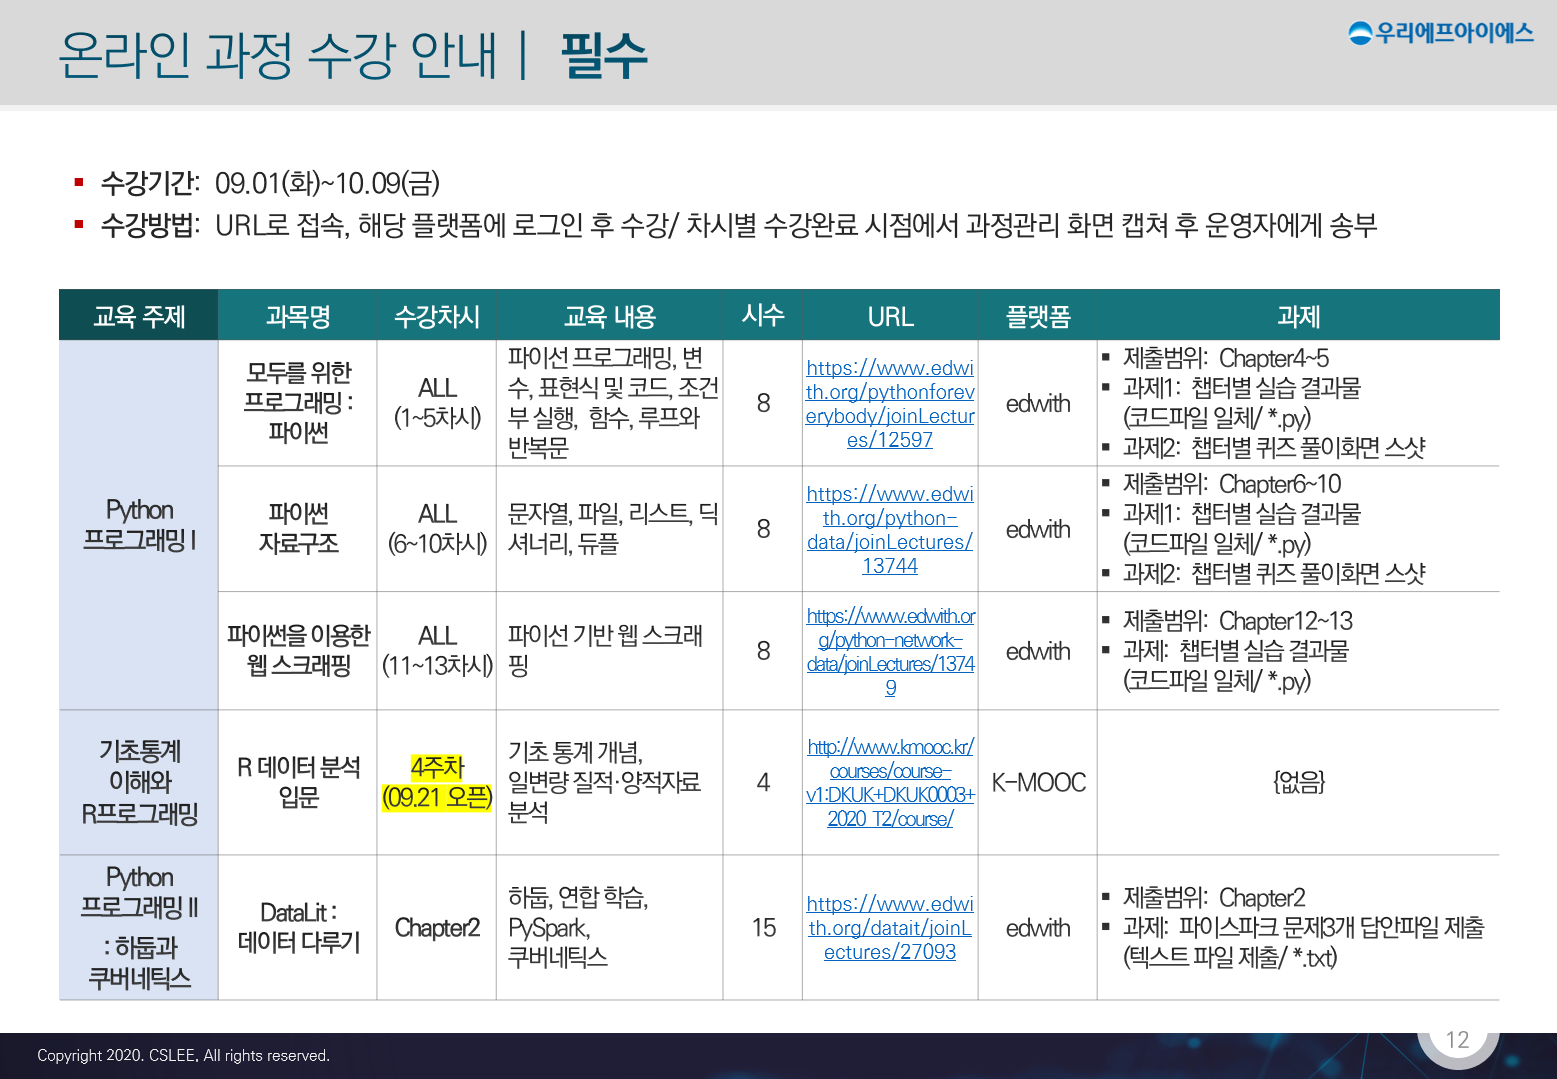 온라인 과정 수강 안내 | 필수
우리에프아이에스
▪ 수강기간: 09.01(화)~10.09(금)
▪ 수강방법: URL로 접속, 해당 플랫폼에 로그인 후 수강/ 차시별 수강완료 시점에서 과정관리 화면 캡쳐 후 운영자에게 송부
교육 주제
과목명
수강차시
교육 내용
시수
URL
플랫폼
과제
Python
프로그래밍 I
모두를 위한
프로그래밍 :
파이썬
ALL
(1~5차시)
파이선 프로그래밍, 변
수, 표현식 및 코드, 조건
부 실행, 함수, 루프와
반복문
8
https://www.edwi
th.org/pythonforev
erybody/joinLectur
es/12597
edwith
▪ 제출범위: Chapter4~5
▪ 과제1: 챕터별 실습 결과물
(코드파일 일체/ *.py)
▪ 과제2: 챕터별 퀴즈 풀이화면 스샷
파이썬
자료구조
ALL
(6~10차시)
문자열, 파일, 리스트, 딕
셔너리, 듀플
8
https://www.edwi
th.org/python-
data/joinLectures/
13744
edwith
▪ 제출범위: Chapter6~10
▪ 과제1: 챕터별 실습 결과물
(코드파일 일체/ *.py)
▪ 과제2: 챕터별 퀴즈 풀이화면 스샷
파이썬을 이용한
웹 스크래핑
ALL
(11~13차시)
파이선 기반 웹 스크래
핑
8
https://www.edwith.or
g/python-network-
data/joinLectures/1374
9
edwith
▪ 제출범위: Chapter12~13
▪ 과제: 챕터별 실습 결과물
(코드파일 일체/ *.py)
기초통계
이해와
R프로그래밍
R 데이터 분석
입문
4주차
(09.21 오픈)
기초 통계 개념,
일변량 질적·양적자료
분석
4
http://www.kmooc.kr/
courses/course-
v1:DKUK+DKUK0003+
2020_T2/course/
K-MOOC
{없음}
Python
프로그래밍 II
: 하둡과
쿠버네틱스
DataLit :
데이터 다루기
Chapter2
하둡, 연합 학습,
PySpark,
쿠버네틱스
15
https://www.edwi
th.org/datait/joinL
ectures/27093
edwith
▪ 제출범위: Chapter2
▪ 과제: 파이스파크 문제3개 답안파일 제출
(텍스트 파일 제출/ *.txt)
Copyright 2020. CSLEE, All rights reserved.
12